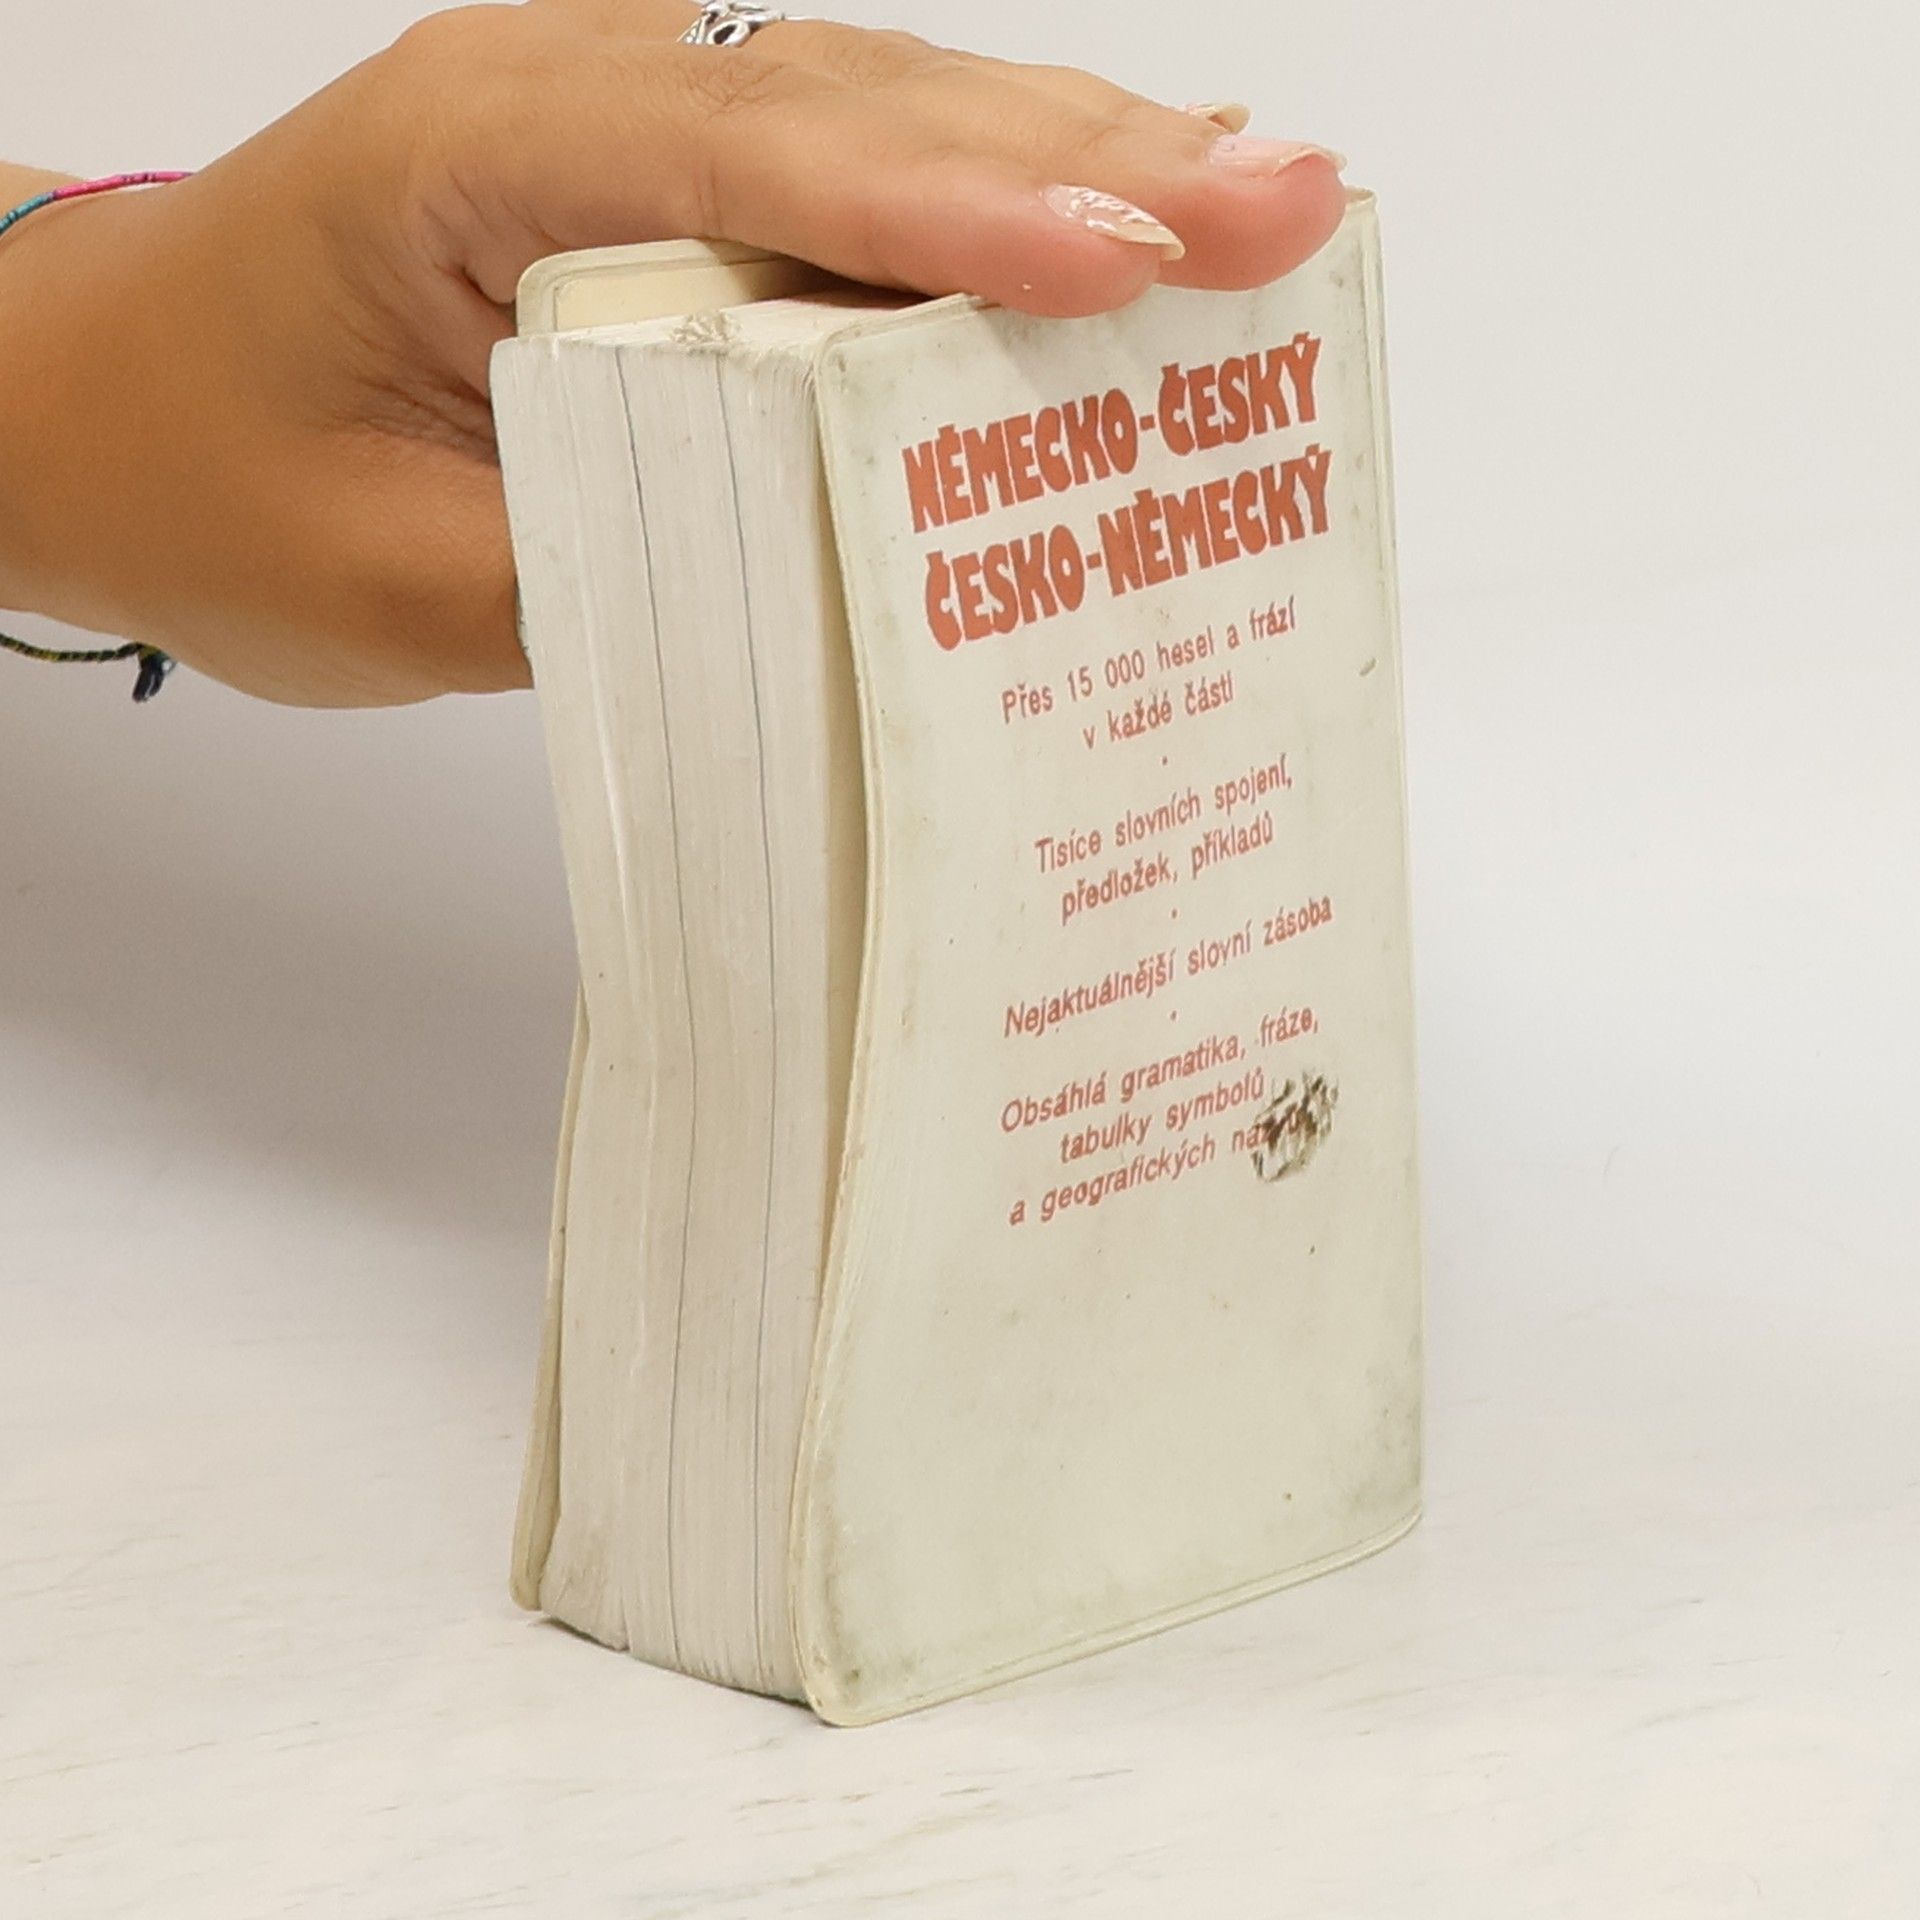 NĚMECKO-ČESKÝ
ČESKO-NĚMECKÝ
Přes 15 000 hesel a frází
v každé části
Tisíce slovních spojení,
předložek, příkladů
Nejaktuálnější slovní zásoba
Obsáhlá gramatika, fráze,
tabulky symbolů
a geografických